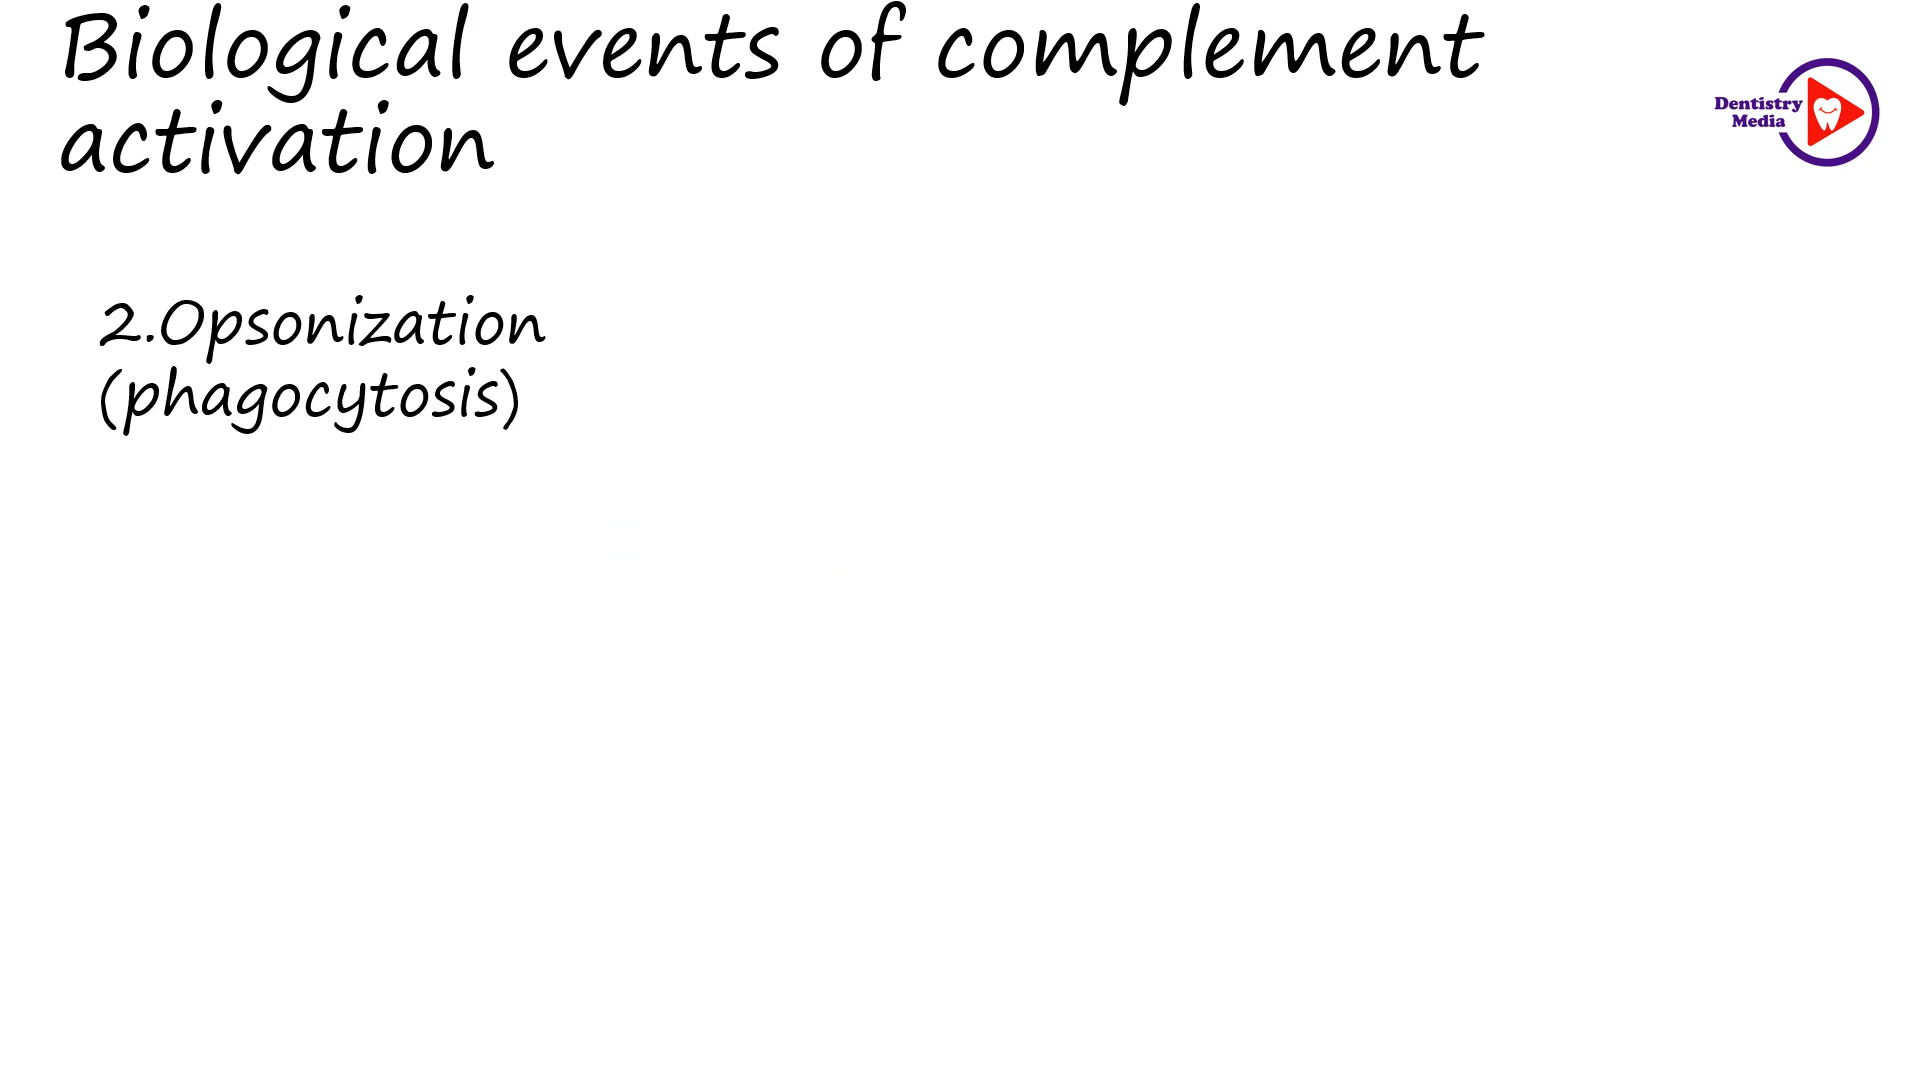 Biological events of complement
activation
Dentistry
Media
2.Opsonization
(phagocytosis)